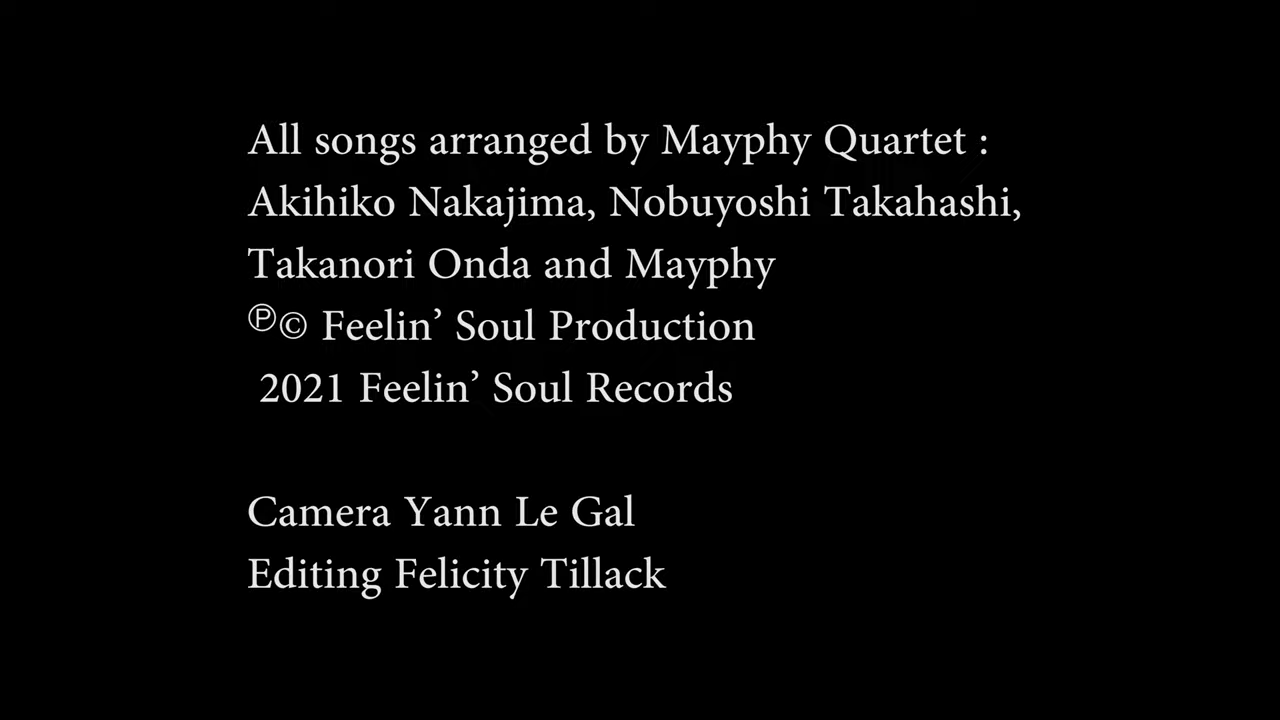 All songs arranged by Mayphy Quartet :
Akihiko Nakajima, Nobuyoshi Takahashi,
Takanori Onda and Mayphy
℗© Feelin’ Soul Production
2021 Feelin’ Soul Records
Camera Yann Le Gal
Editing Felicity Tillack